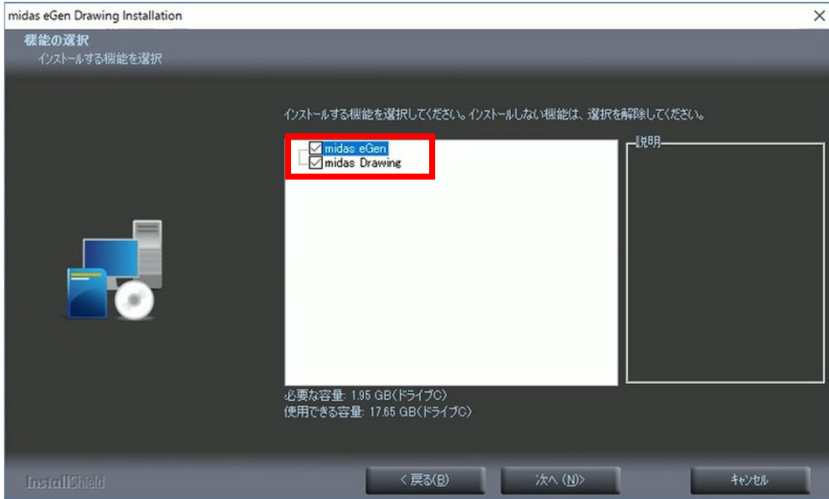 midas eGen Drawing Installation
機能の選択
インストールする機能を選択
インストールする機能を選択してください。インストールしない機能は、選択を解除してください。
midas eGen
midas Drawing
説明
必要な容量: 1.95 GB(ドライブC)
使用できる容量: 17.65 GB(ドライブC)
InstallShield
< 戻る(B)
次へ (N)>
キャンセル